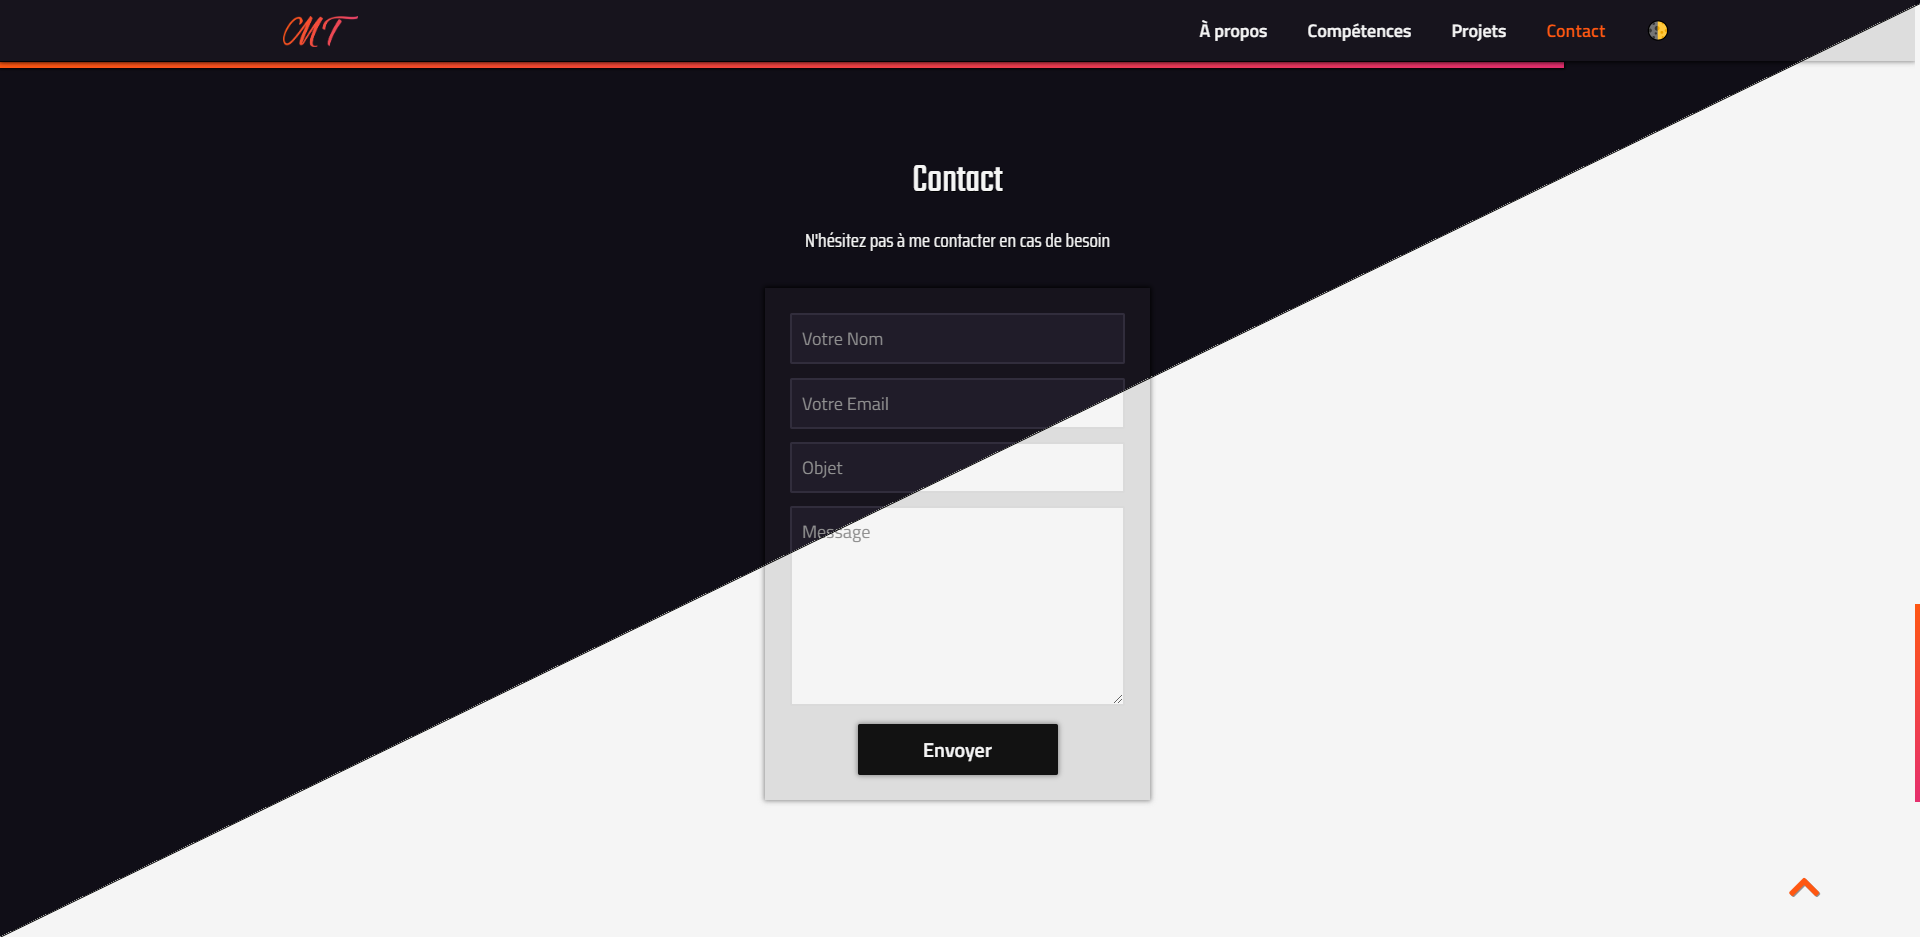 CMT
À propos
Compétences
Projets
Contact
Contact
N'hésitez pas à me contacter en cas de besoin
Votre Nom
Votre Email
Objet
Message
Envoyer